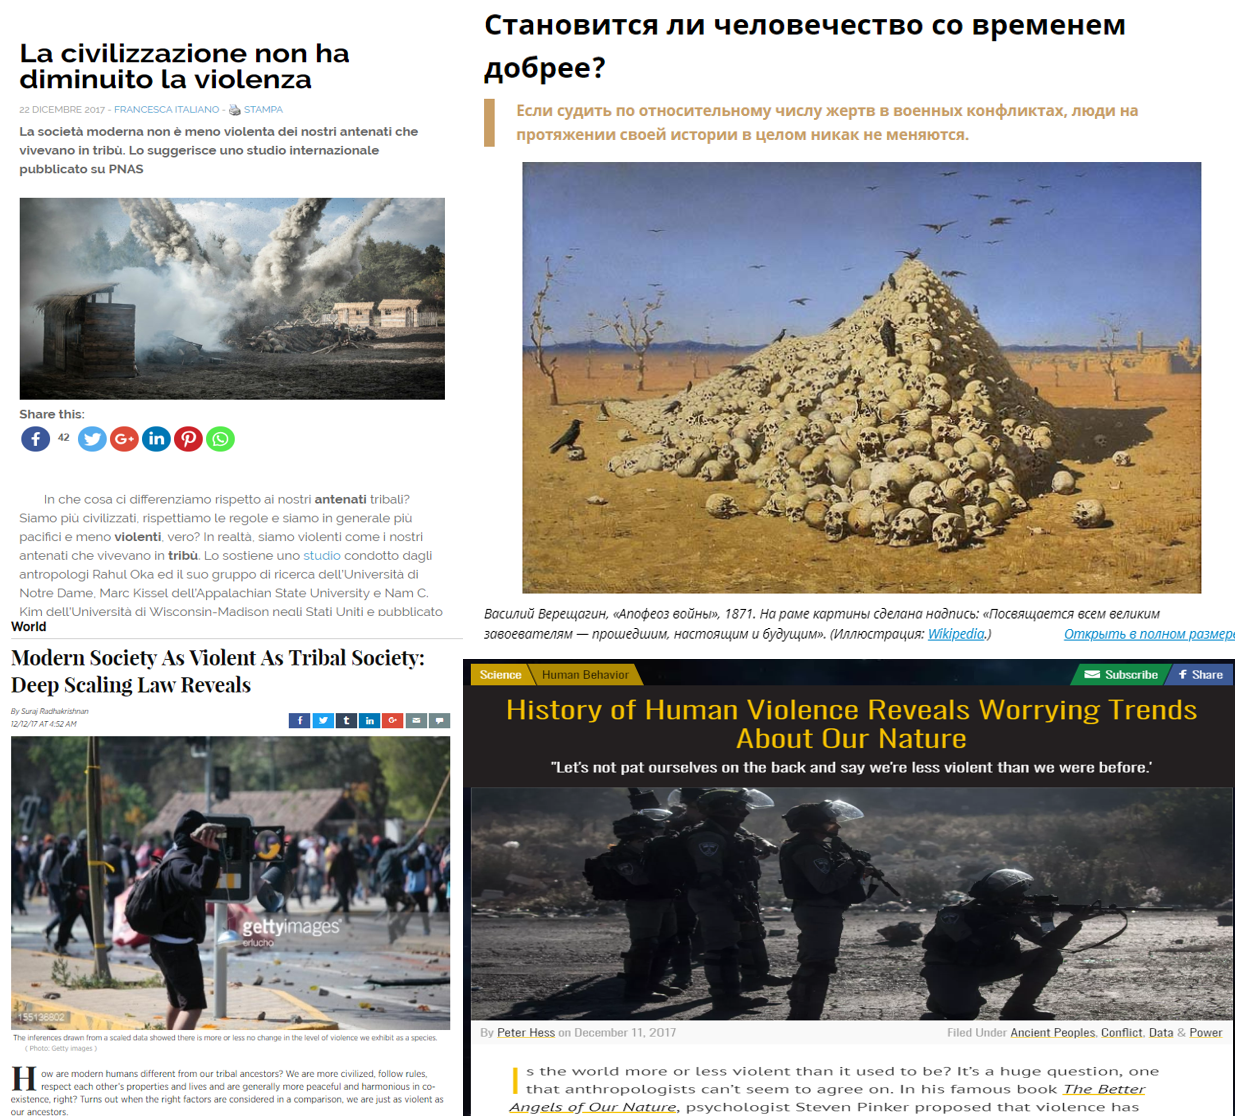 La civilizzazione non ha
diminuito la violenza
22 DICEMBRE 2017 - FRANCESCA ITALIANO - STAMPA
La società moderna non è meno violenta dei nostri antenati che
vivevano in tribù. Lo suggerisce uno studio internazionale
pubblicato su PNAS
Share this:
42
In che cosa ci differenziamo rispetto ai nostri antenati tribali?
Siamo più civilizzati, rispettiamo le regole e siamo in generale più
pacifici e meno violenti, vero? In realtà, siamo violenti come i nostri
antenati che vivevano in tribù. Lo sostiene uno studio condotto dagli
antropologi Rahul Oka ed il suo gruppo di ricerca dell'Università di
Notre Dame, Marc Kissel dell'Appalachian State University e Nam C.
Kim dell'Università di Wisconsin-Madison negli Stati Uniti e pubblicato
Становится ли человечество со временем
добрее?
Если судить по относительному числу жертв в военных конфликтах, люди на
протяжении своей истории в целом никак не меняются.
Василий Верещагин, «Апофеоз войны», 1871. На раме картины сделана надпись: «Посвящается всем великим
завоевателям — прошедшим, настоящим и будущим». (Иллюстрация: Wikipedia.) Открыть в полном размере
World
Modern Society As Violent As Tribal Society:
Deep Scaling Law Reveals
By Suraj Radhakrishnan
12/12/17 AT 4:52 AM
gettyimages
erlucho
155136602
The inferences drawn from a scaled data showed there is more or less no change in the level of violence we exhibit as a species.
( Photo: Getty images )
How are modern humans different from our tribal ancestors? We are more civilized, follow rules,
respect each other's properties and lives and are generally more peaceful and harmonious in co-
existence, right? Turns out when the right factors are considered in a comparison, we are just as violent as
our ancestors.
Science Human Behavior Subscribe Share
History of Human Violence Reveals Worrying Trends
About Our Nature
"Let's not pat ourselves on the back and say we're less violent than we were before.'
By Peter Hess on December 11, 2017 Filed Under Ancient Peoples, Conflict, Data & Power
Is the world more or less violent than it used to be? It's a huge question, one
that anthropologists can't seem to agree on. In his famous book The Better
Angels of Our Nature, psychologist Steven Pinker proposed that violence has